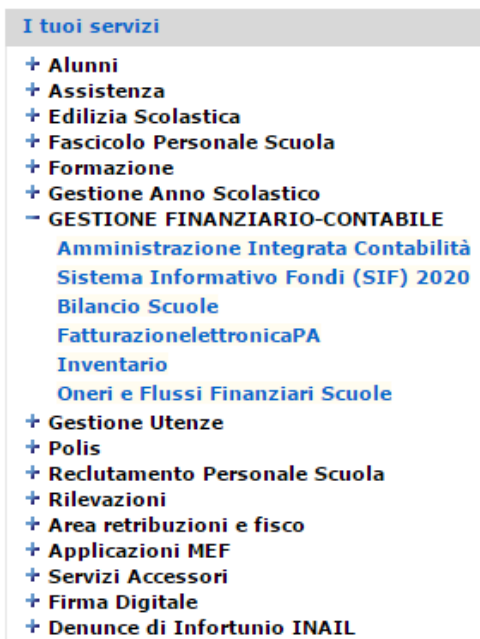 I tuoi servizi
Alunni
Assistenza
Edilizia Scolastica
Fascicolo Personale Scuola
Formazione
Gestione Anno Scolastico
GESTIONE FINANZIARIO-CONTABILE
Amministrazione Integrata Contabilità
Sistema Informativo Fondi (SIF) 2020
Bilancio Scuole
FatturazionelettronicaPA
Inventario
Oneri e Flussi Finanziari Scuole
Gestione Utenze
Polis
Reclutamento Personale Scuola
Rilevazioni
Area retribuzioni e fisco
Applicazioni MEF
Servizi Accessori
Firma Digitale
Denunce di Infortunio INAIL